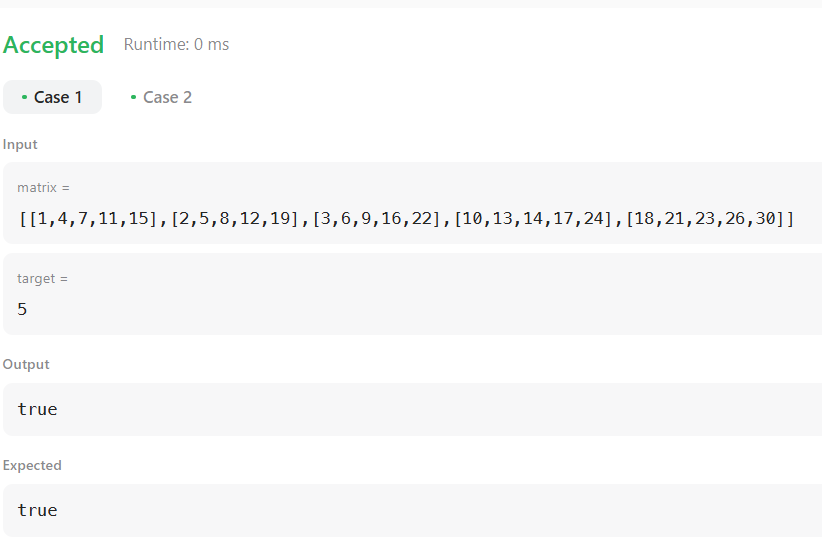 Accepted Runtime: 0 ms
• Case 1 • Case 2
Input
matrix =
[[1,4,7,11,15],[2,5,8,12,19],[3,6,9,16,22],[10,13,14,17,24],[18,21,23,26,30]]
target =
5
Output
true
Expected
true